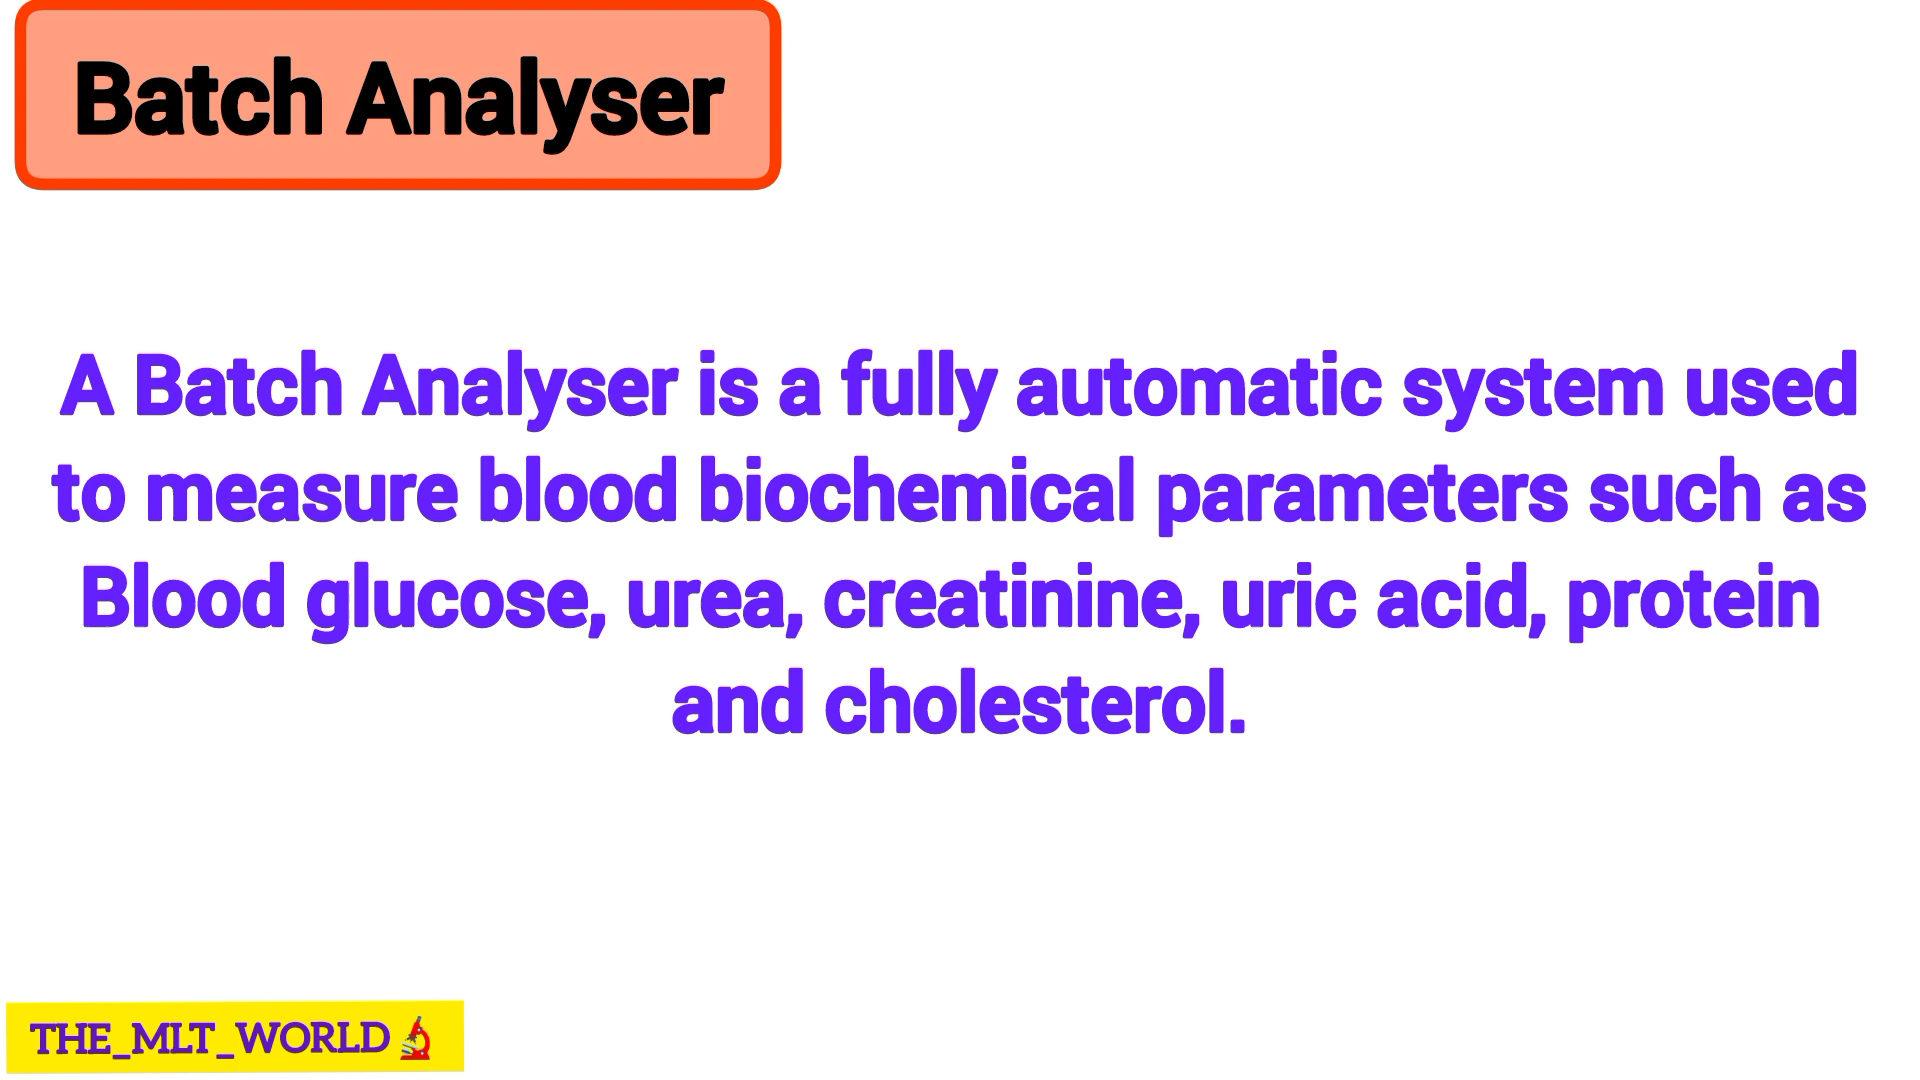 Batch Analyser
A Batch Analyser is a fully automatic system used
to measure blood biochemical parameters such as
Blood glucose, urea, creatinine, uric acid, protein
and cholesterol.
THE_MLT_WORLD🔬